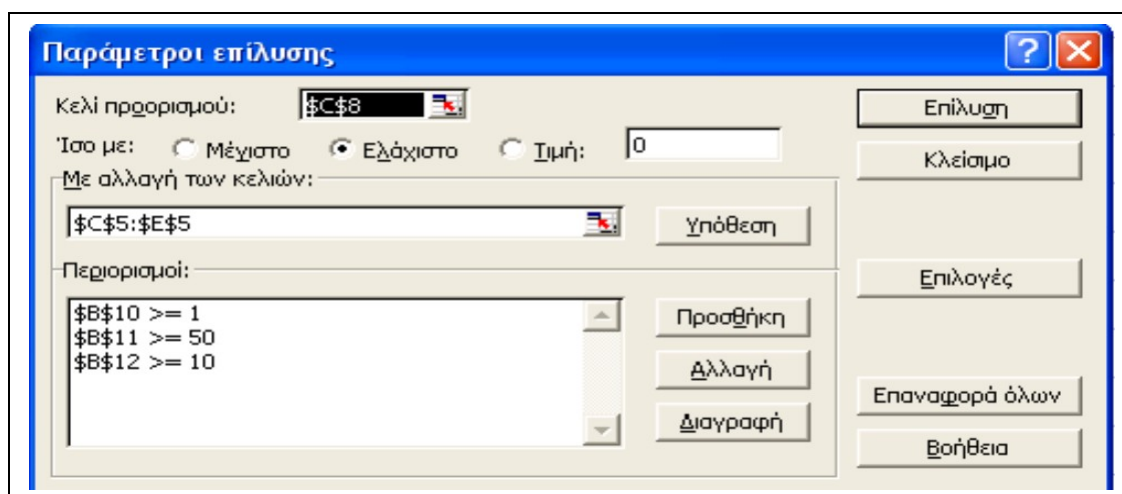 Παράμετροι επίλυσης
Κελί προορισμού: $C$8
Ίσο με: Μέγιστο Ελάχιστο Τιμή: 0
Με αλλαγή των κελιών:
$C$5:$E$5 Υπόθεση
Περιορισμοί:
$B$10 >= 1
$B$11 >= 50
$B$12 >= 10
Προσθήκη
Αλλαγή
Διαγραφή
Επίλυση
Κλείσιμο
Επιλογές
Επαναφορά όλων
Βοήθεια